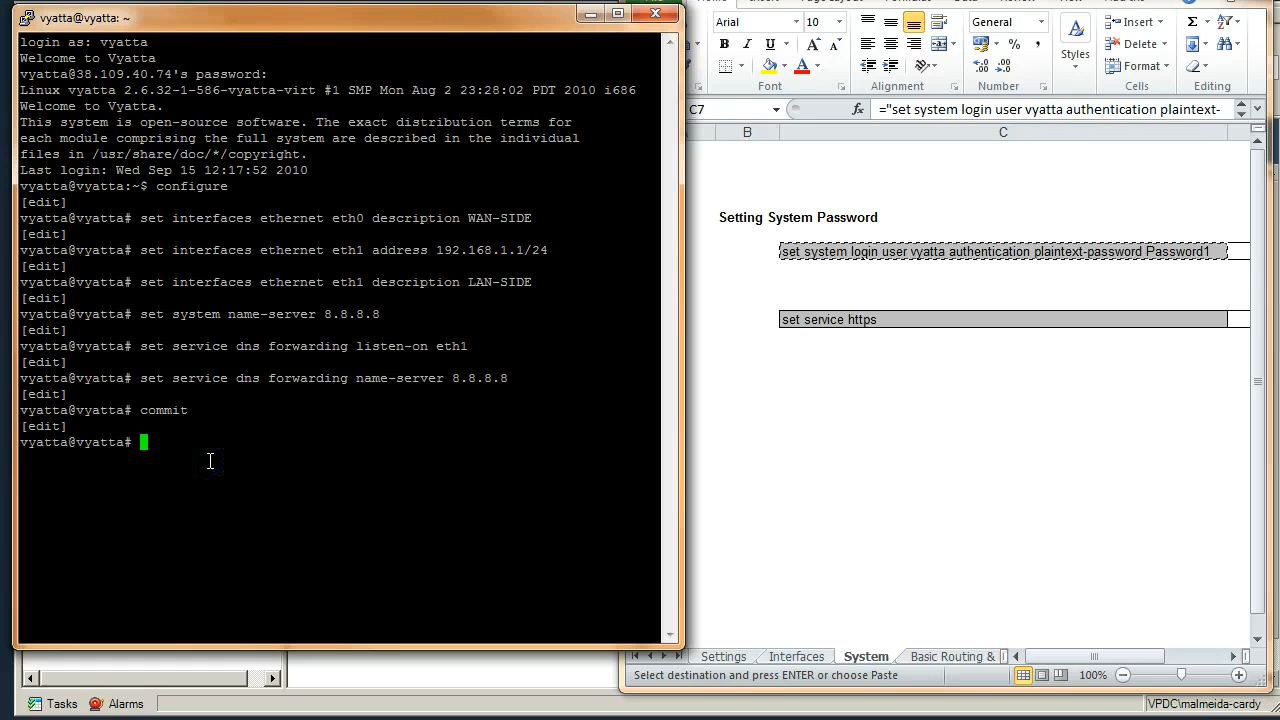 vyatta@vyatta: ~
login as: vyatta
Welcome to Vyatta
vyatta@38.109.40.74's password:
Linux vyatta 2.6.32-1-586-vyatta-virt #1 SMP Mon Aug 2 23:28:02 PDT 2010 i686
Welcome to Vyatta.
This system is open-source software. The exact distribution terms for
each module comprising the full system are described in the individual
files in /usr/share/doc/*/copyright.
Last login: Wed Sep 15 12:17:52 2010
vyatta@vyatta:~$ configure
[edit]
vyatta@vyatta# set interfaces ethernet eth0 description WAN-SIDE
[edit]
vyatta@vyatta# set interfaces ethernet eth1 address 192.168.1.1/24
[edit]
vyatta@vyatta# set interfaces ethernet eth1 description LAN-SIDE
[edit]
vyatta@vyatta# set system name-server 8.8.8.8
[edit]
vyatta@vyatta# set service dns forwarding listen-on eth1
[edit]
vyatta@vyatta# set service dns forwarding name-server 8.8.8.8
[edit]
vyatta@vyatta# commit
[edit]
vyatta@vyatta#
Arial 10 General Insert
B I U A A Styles Delete
% , Format
Font Alignment Number Cells Editing
C7 fx ="set system login user vyatta authentication plaintext-
B C
Setting System Password
set system login user vyatta authentication plaintext-password Password1
set service https
Settings Interfaces System Basic Routing &
Select destination and press ENTER or choose Paste 100%
Tasks Alarms VPDC\malmeida-cardy